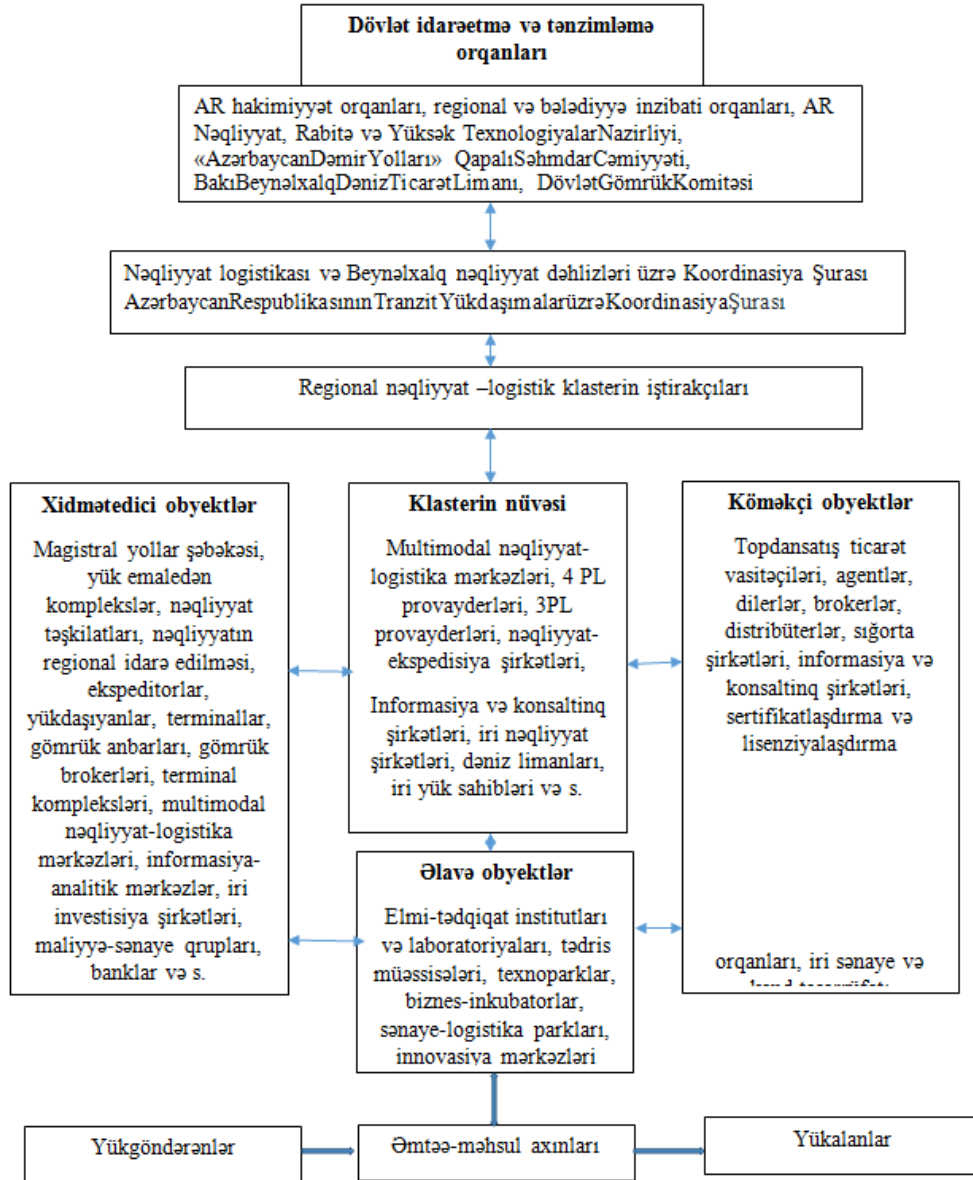 Dövlət idarəetmə və tənzimləmə
orqanları
AR hakimiyyət orqanları, regional və bələdiyyə inzibati orqanları, AR
Nəqliyyat, Rabitə və Yüksək TexnologiyalarNazirliyi,
«AzərbaycanDəmirYolları» QapalıSəhmdarCəmiyyəti,
BakıBeynəlxalqDənizTicarətLimanı, DövlətGömrükKomitəsi
Nəqliyyat logistikası və Beynəlxalq nəqliyyat dəhlizləri üzrə Koordinasiya Şurası
AzərbaycanRespublikasınınTranzitYükdaşımalarüzrəKoordinasiyaŞurası
Regional nəqliyyat –logistik klasterin iştirakçıları
Xidmətedici obyektlər
Magistral yollar şəbəkəsi,
yük emaledən
komplekslər, nəqliyyat
təşkilatları, nəqliyyatın
regional idarə edilməsi,
ekspeditorlar,
yükdaşıyanlar, terminallar,
gömrük anbarları, gömrük
brokerləri, terminal
kompleksləri, multimodal
nəqliyyat-logistika
mərkəzləri, informasiya-
analitik mərkəzlər, iri
investisiya şirkətləri,
maliyyə-sənaye qrupları,
banklar və s.
Klasterin nüvəsi
Multimodal nəqliyyat-
logistika mərkəzləri, 4 PL
provayderləri, 3PL
provayderləri, nəqliyyat-
ekspedisiya şirkətləri,
Informasiya və konsaltinq
şirkətləri, iri nəqliyyat
şirkətləri, dəniz limanları,
iri yük sahibləri və s.
Köməkçi obyektlər
Topdansatış ticarət
vasitəçiləri, agentlər,
dilerlər, brokerlər,
distribüterlər, sığorta
şirkətləri, informasiya və
konsaltinq şirkətləri,
sertifikatlaşdırma və
lisenziyalaşdırma
orqanları, iri sənaye və
Əlavə obyektlər
Elmi-tədqiqat institutları
və laboratoriyaları, tədris
müəssisələri, texnoparklar,
biznes-inkubatorlar,
sənaye-logistika parkları,
innovasiya mərkəzləri
Yükgöndərənlər
Əmtəə-məhsul axınları
Yükalanlar